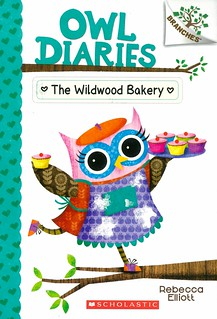 OWL
DIARIES
BRANCHES
The Wildwood Bakery
Rebecca
Elliott
SCHOLASTIC